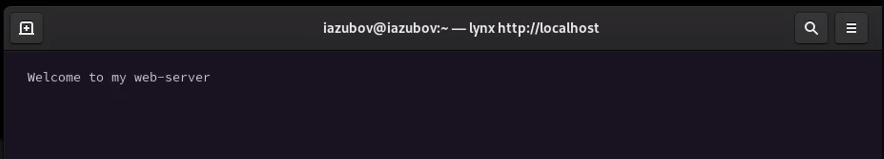 iazubov@iazubov:~ — lynx http://localhost
Welcome to my web-server